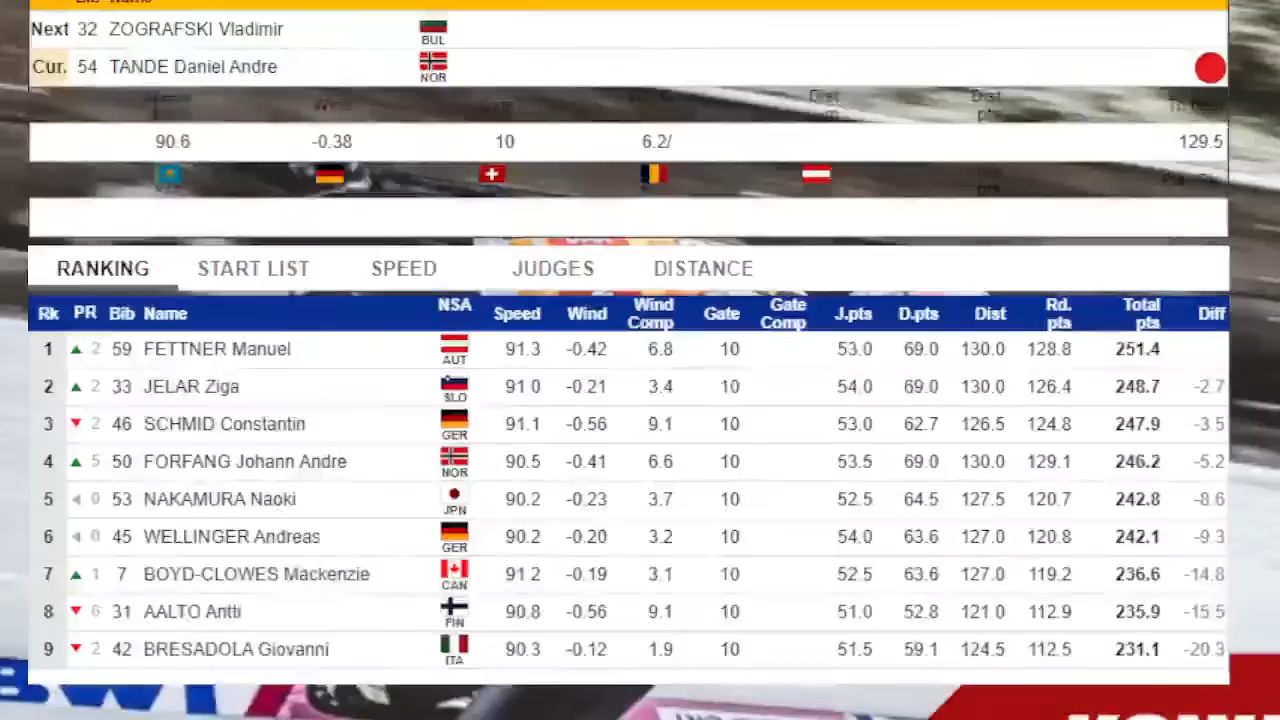 Next 32 ZOGRAFSKI Vladimir BUL
Cur. 54 TANDE Daniel Andre NOR
90.6 -0.38 10 6.2/ 129.5
RANKING START LIST SPEED JUDGES DISTANCE
Rk PR Bib Name NSA Speed Wind Wind Comp Gate Gate Comp J.pts D.pts Dist Rd. pts Total pts Diff
1 ▲ 2 59 FETTNER Manuel AUT 91.3 -0.42 6.8 10 53.0 69.0 130.0 128.8 251.4
2 ▲ 2 33 JELAR Ziga SLO 91.0 -0.21 3.4 10 54.0 69.0 130.0 126.4 248.7 -2.7
3 ▼ 2 46 SCHMID Constantin GER 91.1 -0.56 9.1 10 53.0 62.7 126.5 124.8 247.9 -3.5
4 ▲ 5 50 FORFANG Johann Andre NOR 90.5 -0.41 6.6 10 53.5 69.0 130.0 129.1 246.2 -5.2
5 ◀ 0 53 NAKAMURA Naoki JPN 90.2 -0.23 3.7 10 52.5 64.5 127.5 120.7 242.8 -8.6
6 ◀ 0 45 WELLINGER Andreas GER 90.2 -0.20 3.2 10 54.0 63.6 127.0 120.8 242.1 -9.3
7 ▲ 1 7 BOYD-CLOWES Mackenzie CAN 91.2 -0.19 3.1 10 52.5 63.6 127.0 119.2 236.6 -14.8
8 ▼ 6 31 AALTO Antti FIN 90.8 -0.56 9.1 10 51.0 52.8 121.0 112.9 235.9 -15.5
9 ▼ 2 42 BRESADOLA Giovanni ITA 90.3 -0.12 1.9 10 51.5 59.1 124.5 112.5 231.1 -20.3